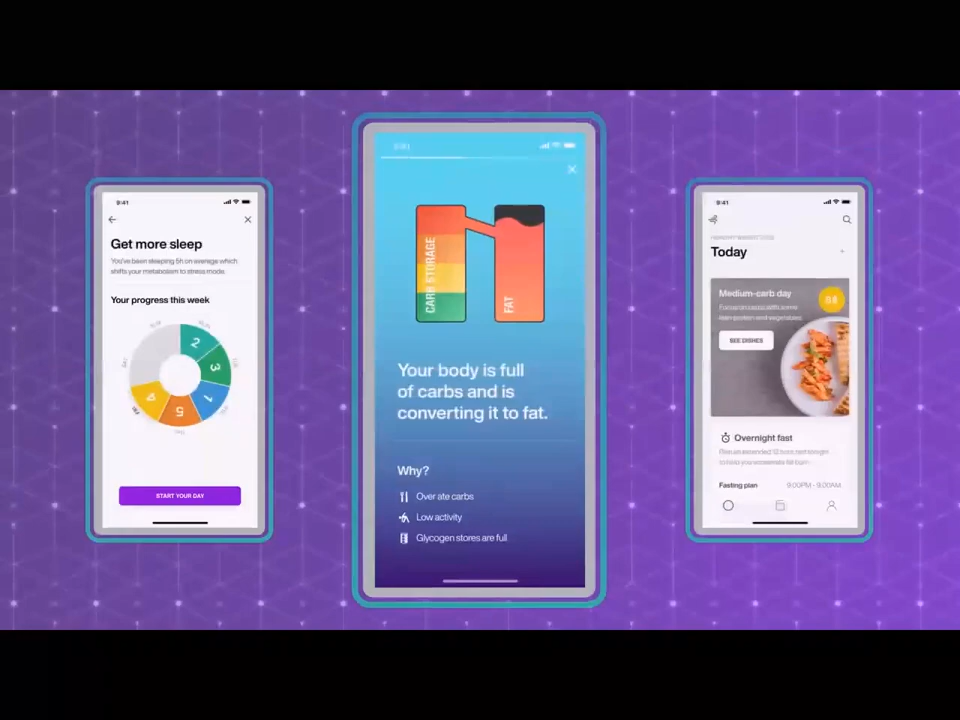 9:41
Get more sleep
You've been sleeping 5h on average which
shifts your metabolism to stress mode.
Your progress this week
2
3
1
5
4
START YOUR DAY
9:41
CARB STORAGE
FAT
Your body is full
of carbs and is
converting it to fat.
Why?
Over ate carbs
Low activity
Glycogen stores are full
9:41
Today
Medium-carb day
SEE DISHES
Overnight fast
Fasting plan
9:00PM - 9:00AM